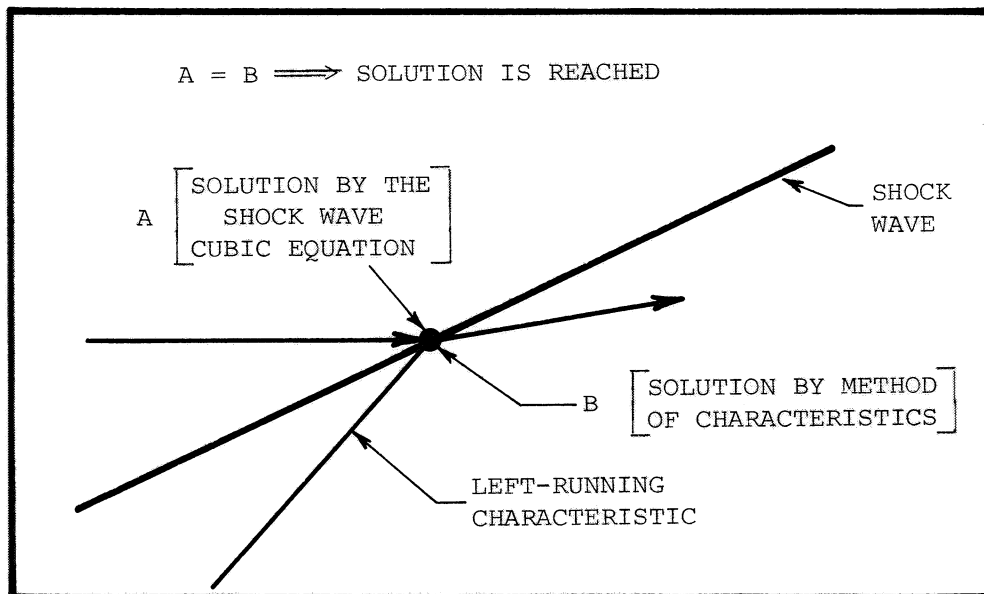 A = B ⟹ SOLUTION IS REACHED
A
SOLUTION BY THE
SHOCK WAVE
CUBIC EQUATION
SHOCK
WAVE
B
SOLUTION BY METHOD
OF CHARACTERISTICS
LEFT-RUNNING
CHARACTERISTIC